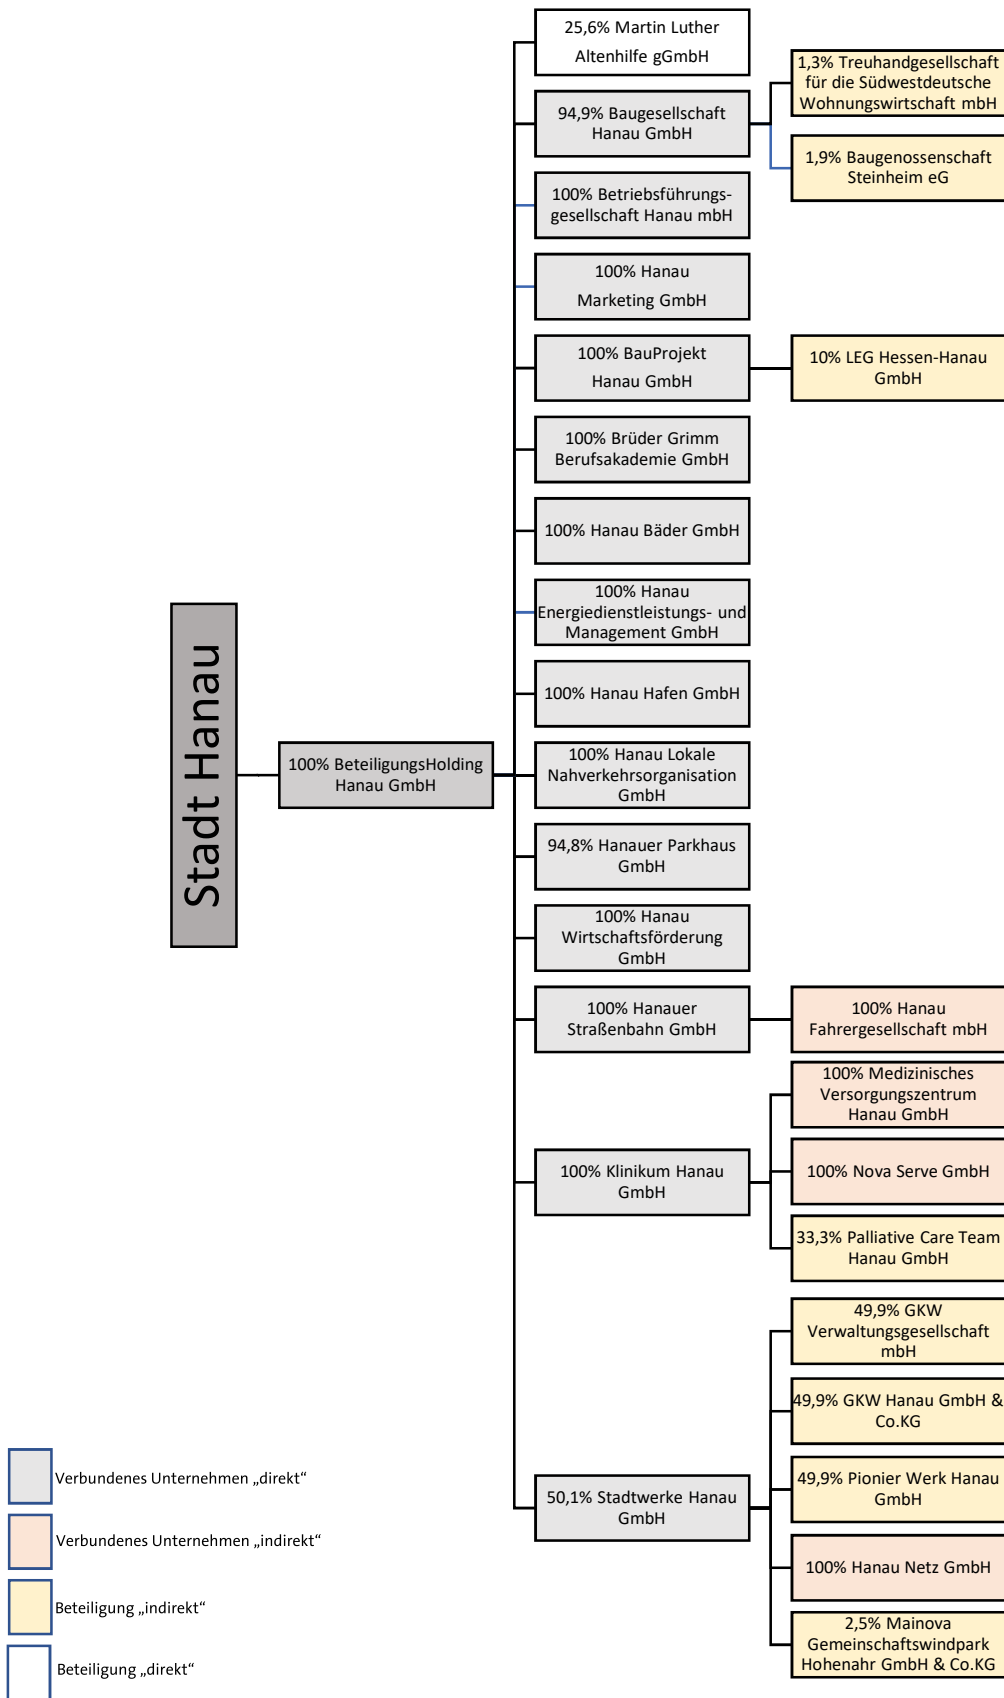 Stadt Hanau
100% BeteiligungsHolding
Hanau GmbH
25,6% Martin Luther
Altenhilfe gGmbH
94,9% Baugesellschaft
Hanau GmbH
1,3% Treuhandgesellschaft
für die Südwestdeutsche
Wohnungswirtschaft mbH
1,9% Baugenossenschaft
Steinheim eG
100% Betriebsführungs-
gesellschaft Hanau mbH
100% Hanau
Marketing GmbH
100% BauProjekt
Hanau GmbH
10% LEG Hessen-Hanau
GmbH
100% Brüder Grimm
Berufsakademie GmbH
100% Hanau Bäder GmbH
100% Hanau
Energiedienstleistungs- und
Management GmbH
100% Hanau Hafen GmbH
100% Hanau Lokale
Nahverkehrsorganisation
GmbH
94,8% Hanauer Parkhaus
GmbH
100% Hanau
Wirtschaftsförderung
GmbH
100% Hanauer
Straßenbahn GmbH
100% Hanau
Fahrergesellschaft mbH
100% Klinikum Hanau
GmbH
100% Medizinisches
Versorgungszentrum
Hanau GmbH
100% Nova Serve GmbH
33,3% Palliative Care Team
Hanau GmbH
50,1% Stadtwerke Hanau
GmbH
49,9% GKW
Verwaltungsgesellschaft
mbH
49,9% GKW Hanau GmbH &
Co.KG
49,9% Pionier Werk Hanau
GmbH
100% Hanau Netz GmbH
2,5% Mainova
Gemeinschaftswindpark
Hohenahr GmbH & Co.KG
Verbundenes Unternehmen „direkt“
Verbundenes Unternehmen „indirekt“
Beteiligung „indirekt“
Beteiligung „direkt“